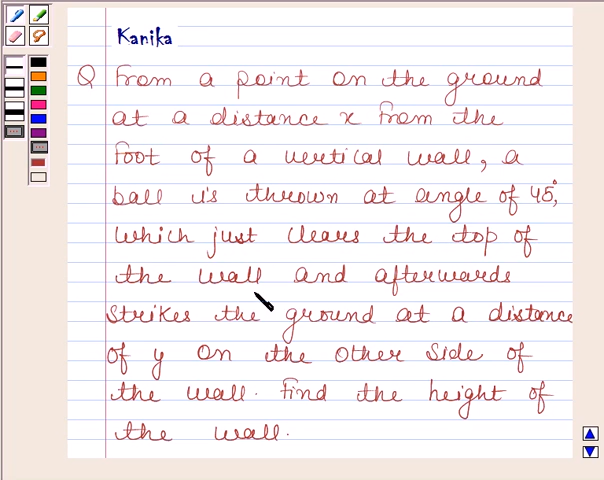 Kanika
Q From a point on the ground
at a distance x from the
foot of a vertical wall, a
ball is thrown at angle of 45°,
which just clears the top of
the wall and afterwards
strikes the ground at a distance
of y on the other side of
the wall. Find the height of
the wall.